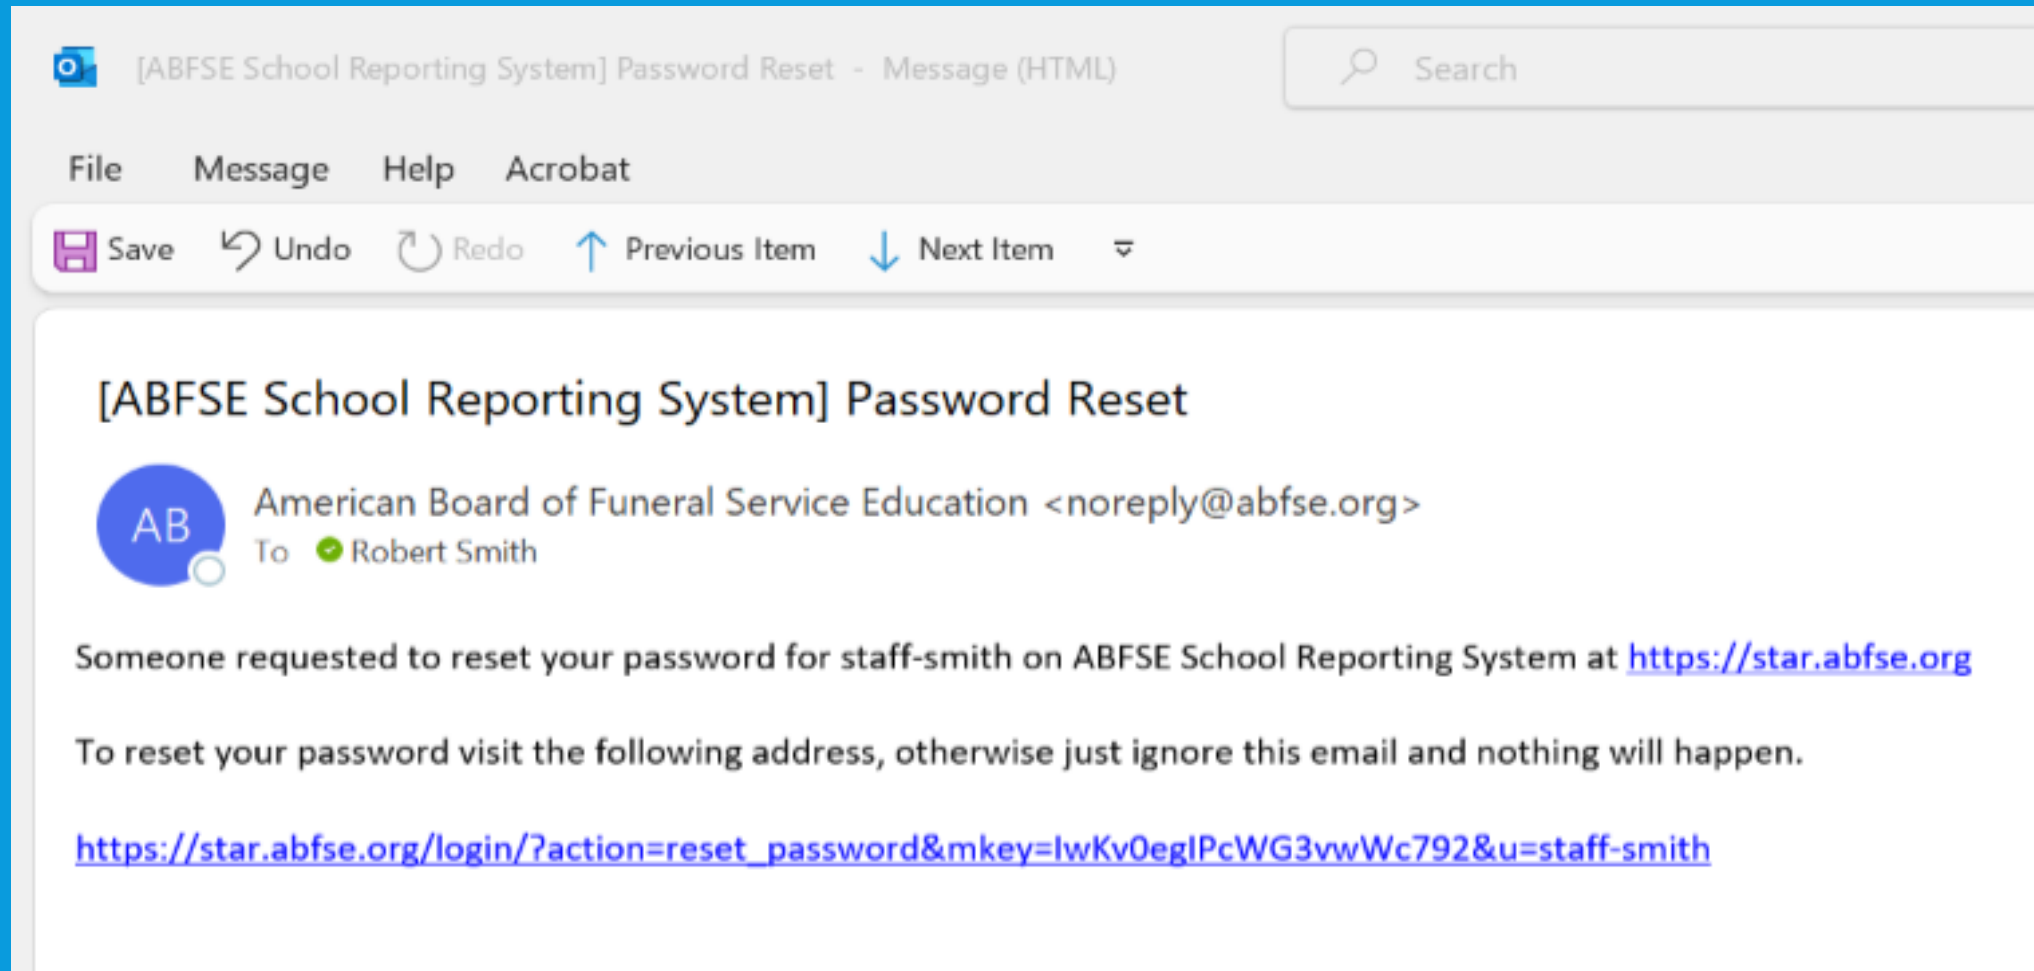 [ABFSE School Reporting System] Password Reset - Message (HTML)
Search
File Message Help Acrobat
Save Undo Redo Previous Item Next Item
[ABFSE School Reporting System] Password Reset
AB
American Board of Funeral Service Education <noreply@abfse.org>
To Robert Smith
Someone requested to reset your password for staff-smith on ABFSE School Reporting System at https://star.abfse.org
To reset your password visit the following address, otherwise just ignore this email and nothing will happen.
https://star.abfse.org/login/?action=reset_password&mkey=IwKv0egIPcWG3vwWc792&u=staff-smith